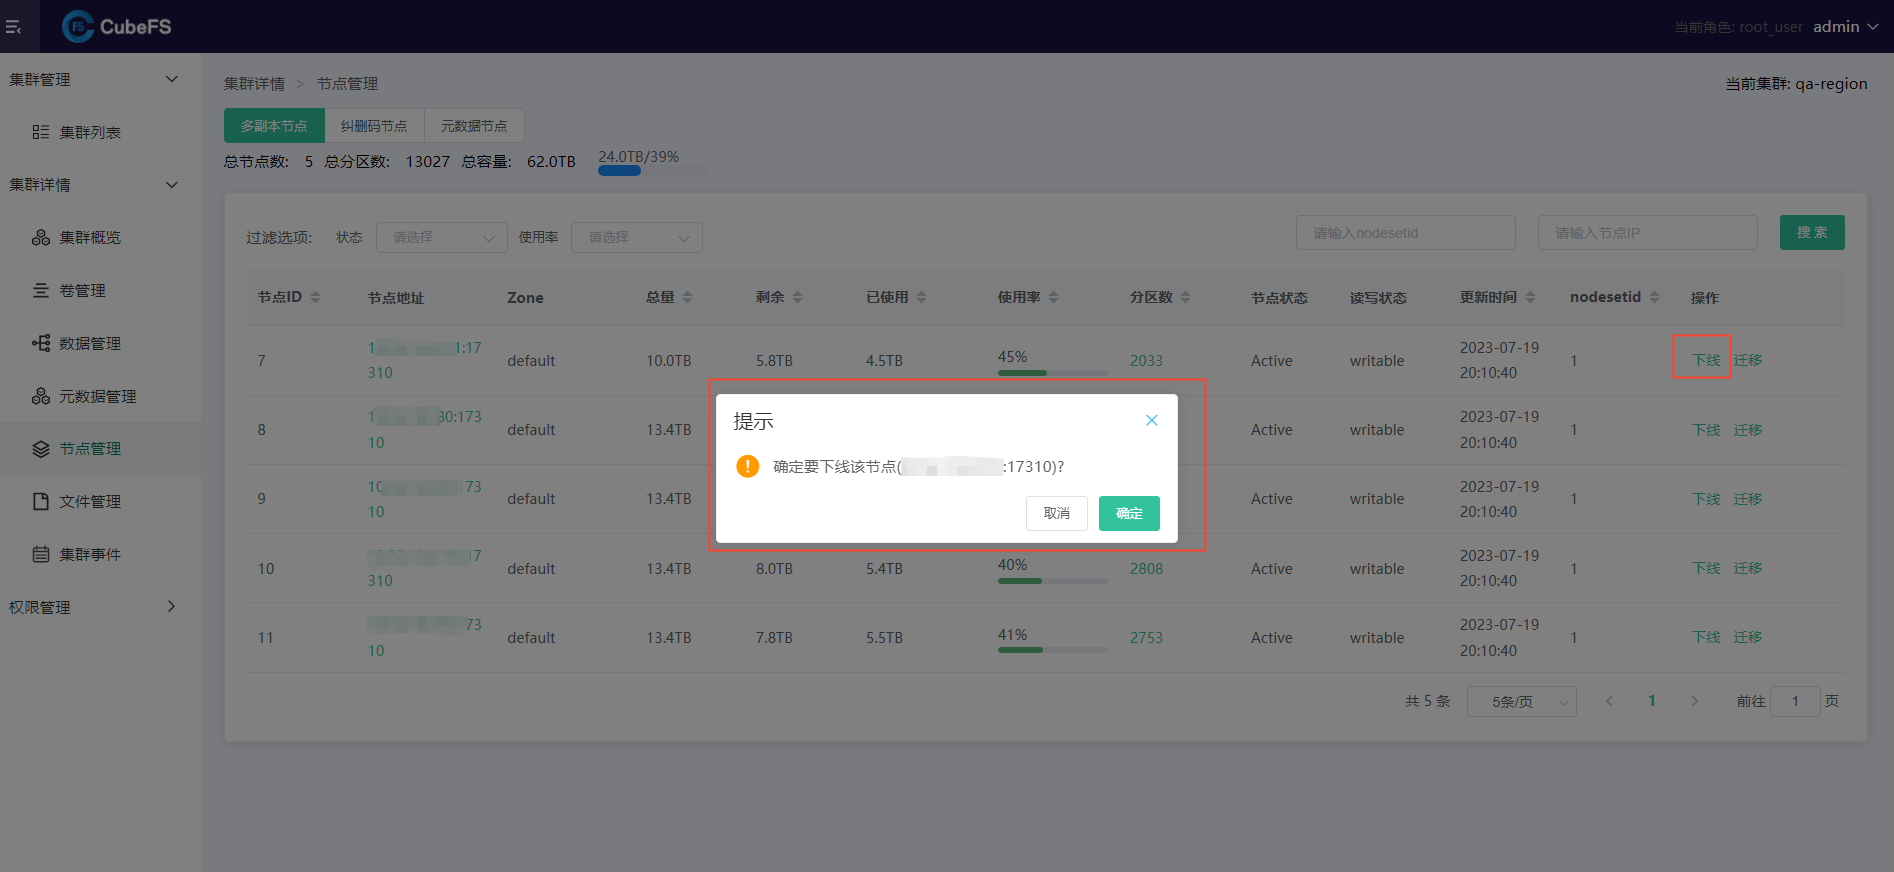 CubeFS
当前角色: root_user admin
集群管理
集群列表
集群详情
集群概览
卷管理
数据管理
元数据管理
节点管理
文件管理
集群事件
权限管理
集群详情 > 节点管理
当前集群: qa-region
多副本节点 纠删码节点 元数据节点
总节点数: 5 总分区数: 13027 总容量: 62.0TB 24.0TB/39%
过滤选项: 状态 请选择 使用率 请选择 请输入nodesetid 请输入节点IP 搜 索
节点ID 节点地址 Zone 总量 剩余 已使用 使用率 分区数 节点状态 读写状态 更新时间 nodesetid 操作
7 1 1:17 default 10.0TB 5.8TB 4.5TB 45% 2033 Active writable 2023-07-19 1 下线 迁移
310 20:10:40
8 1 30:173 default 13.4TB Active writable 2023-07-19 1 下线 迁移
10 20:10:40
9 10 73 default 13.4TB Active writable 2023-07-19 1 下线 迁移
10 20:10:40
10 7 default 13.4TB 8.0TB 5.4TB 40% 2808 Active writable 2023-07-19 1 下线 迁移
310 20:10:40
11 73 default 13.4TB 7.8TB 5.5TB 41% 2753 Active writable 2023-07-19 1 下线 迁移
10 20:10:40
提示
确定要下线该节点( :17310)?
取消 确定
共 5 条 5条/页 1 前往 1 页